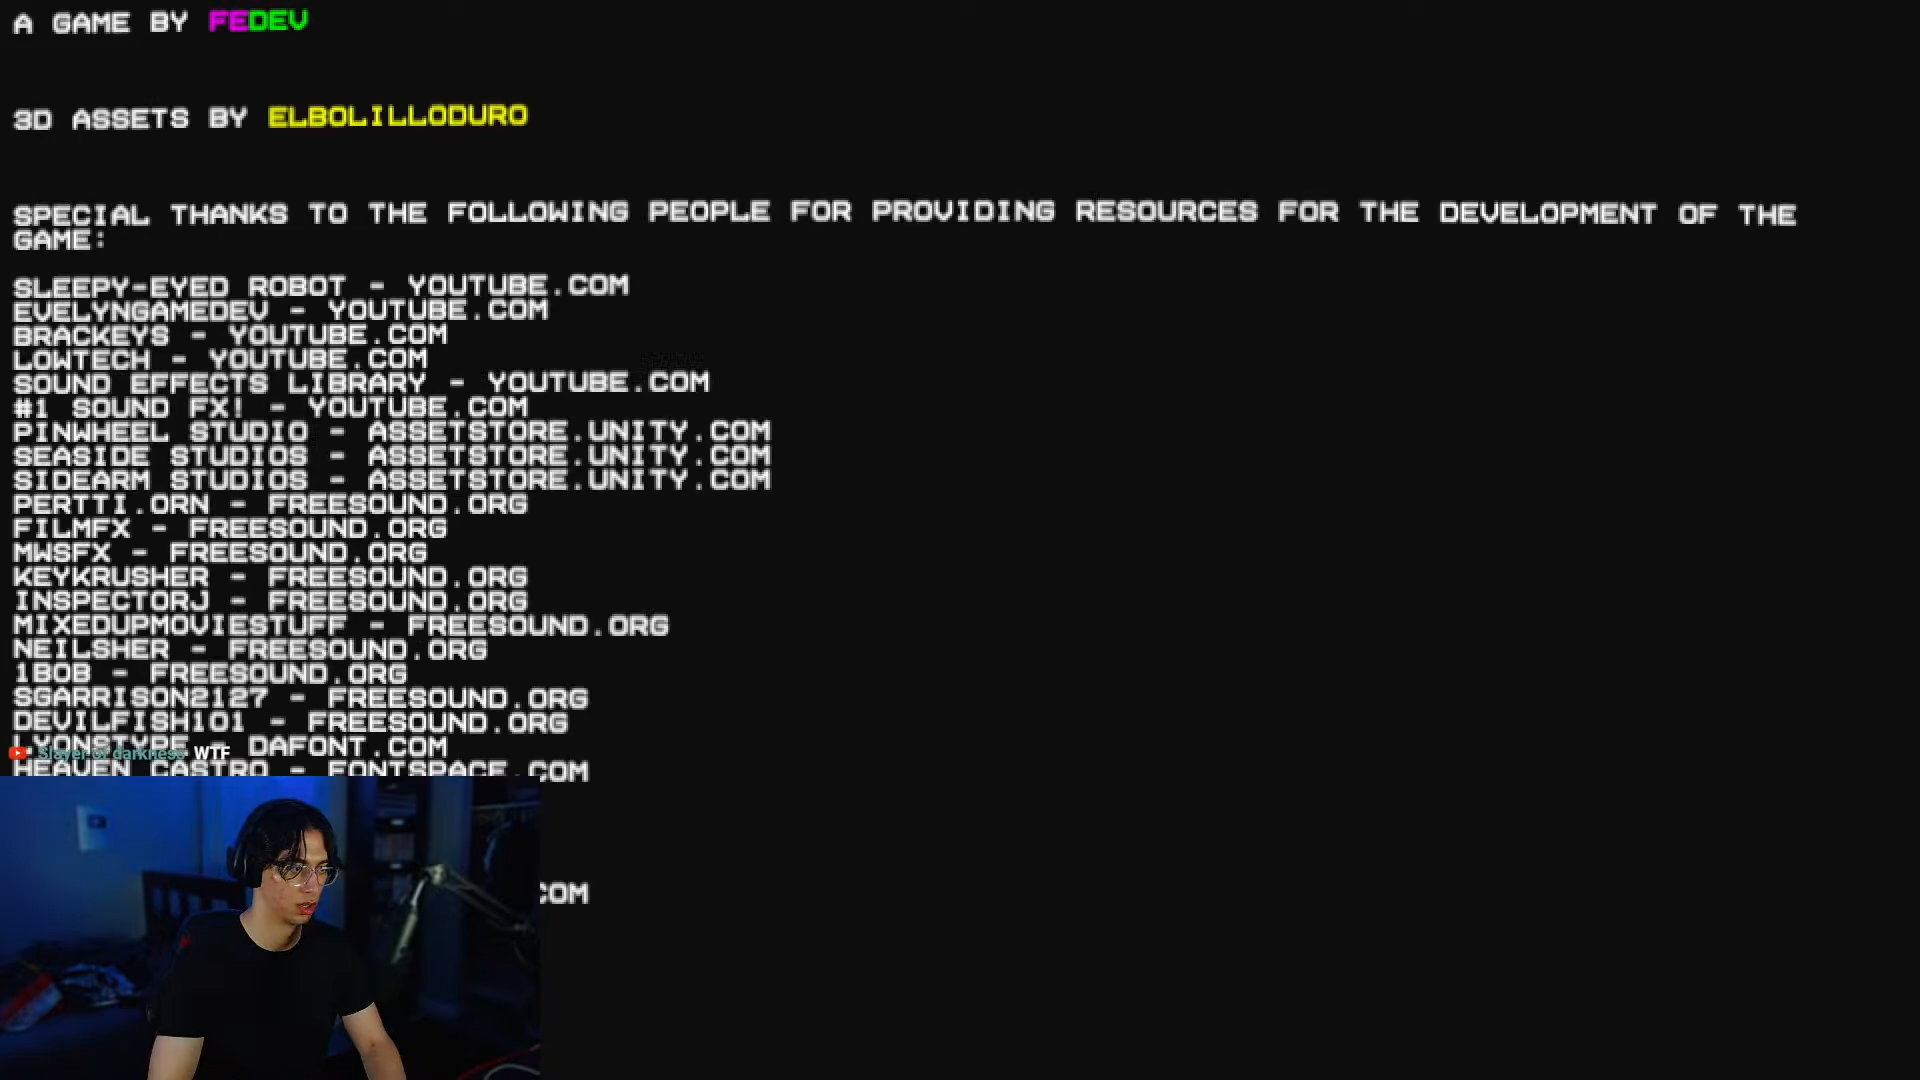 A GAME BY FEDEV
3D ASSETS BY ELBOLILLODURO
SPECIAL THANKS TO THE FOLLOWING PEOPLE FOR PROVIDING RESOURCES FOR THE DEVELOPMENT OF THE
GAME:
SLEEPY-EYED ROBOT - YOUTUBE.COM
EVELYNGAMEDEV - YOUTUBE.COM
BRACKEYS - YOUTUBE.COM
LOWTECH - YOUTUBE.COM
SOUND EFFECTS LIBRARY - YOUTUBE.COM
#1 SOUND FX! - YOUTUBE.COM
PINWHEEL STUDIO - ASSETSTORE.UNITY.COM
SEASIDE STUDIOS - ASSETSTORE.UNITY.COM
SIDEARM STUDIOS - ASSETSTORE.UNITY.COM
PERTTI.ORN - FREESOUND.ORG
FILMFX - FREESOUND.ORG
MWSFX - FREESOUND.ORG
KEYKRUSHER - FREESOUND.ORG
INSPECTORJ - FREESOUND.ORG
MIXEDUPMOVIESTUFF - FREESOUND.ORG
NEILSHER - FREESOUND.ORG
1BOB - FREESOUND.ORG
SGARRISON2127 - FREESOUND.ORG
DEVILFISH101 - FREESOUND.ORG
LYONSTYPE - DAFONT.COM
Slayer of darkness WTF
HEAVEN CASTRO - FONTSPACE.COM
COM